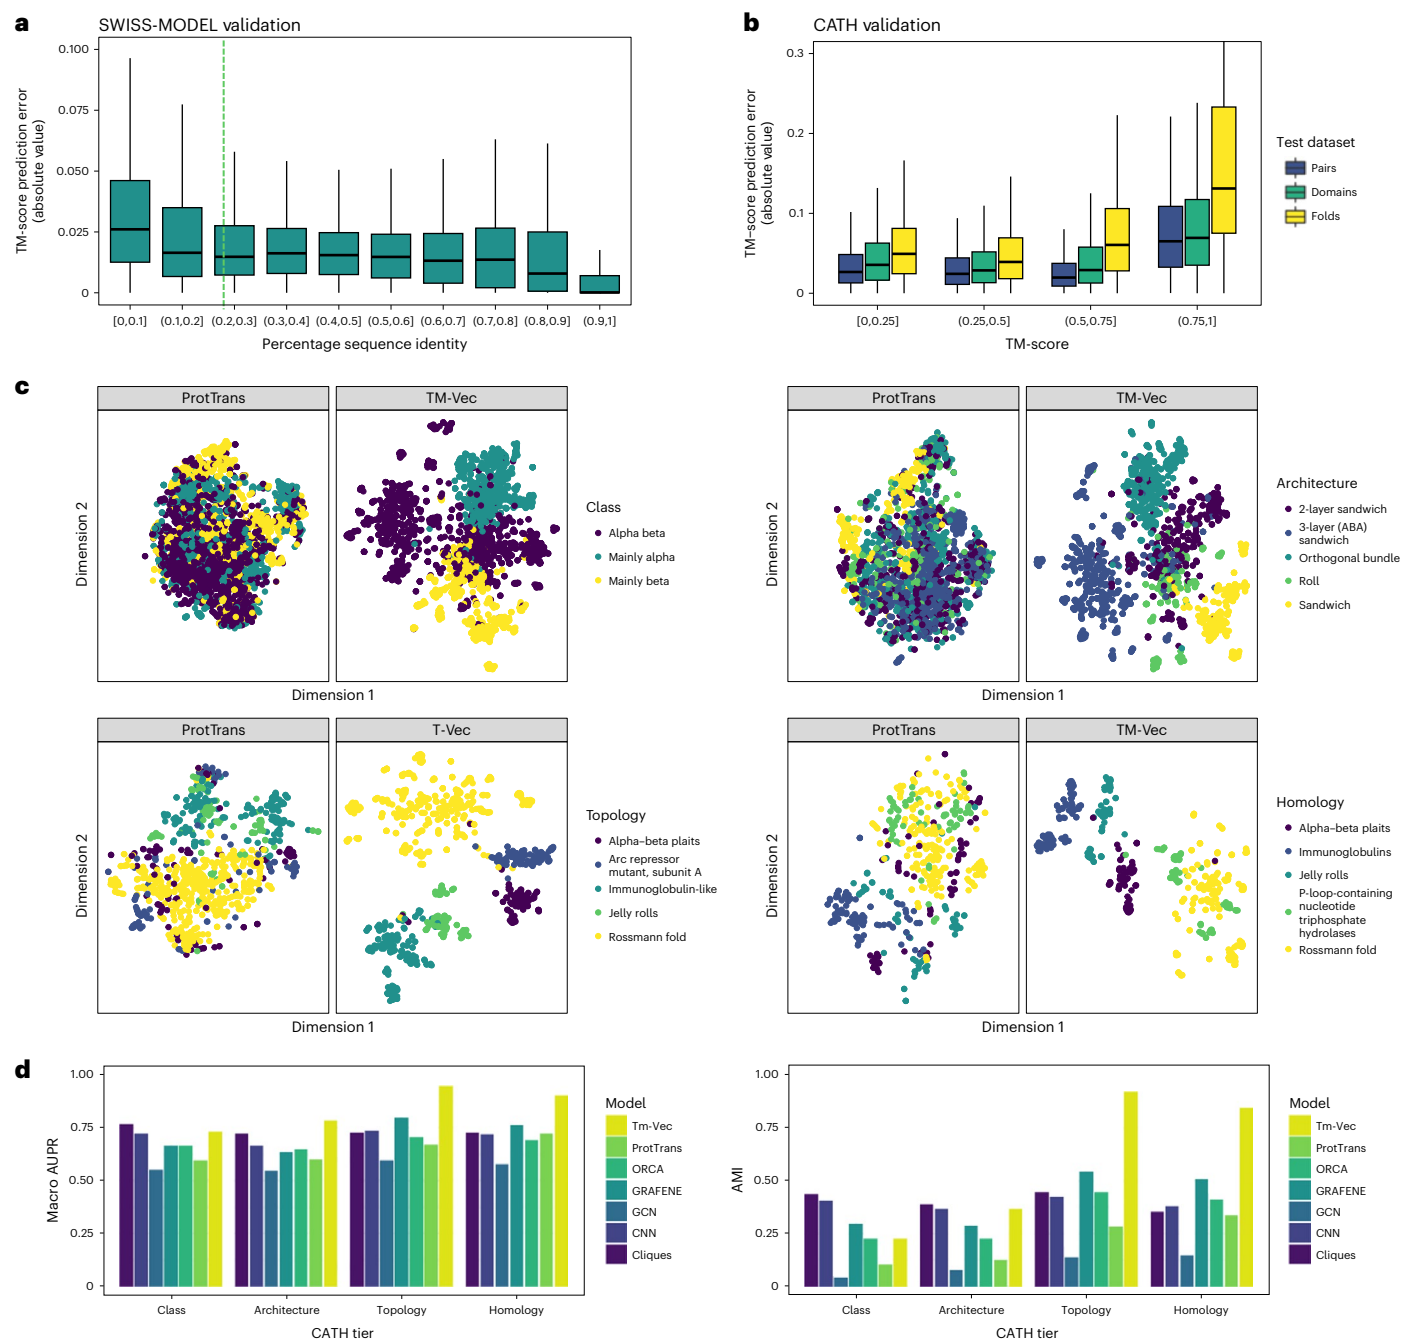 a
SWISS-MODEL validation
TM-score prediction error
(absolute value)
0.100
0.075
0.050
0.025
0
[0,0.1]
(0.1,0.2]
(0.2,0.3]
(0.3,0.4]
(0.4,0.5]
(0.5,0.6]
(0.6,0.7]
(0.7,0.8]
(0.8,0.9]
(0.9,1]
Percentage sequence identity
b
CATH validation
TM−score prediction error
(absolute value)
0.3
0.2
0.1
0
[0,0.25]
(0.25,0.5]
(0.5,0.75]
(0.75,1]
TM-score
Test dataset
Pairs
Domains
Folds
c
ProtTrans
TM-Vec
Dimension 2
Dimension 1
Class
Alpha beta
Mainly alpha
Mainly beta
ProtTrans
TM-Vec
Dimension 2
Dimension 1
Architecture
2-layer sandwich
3-layer (ABA)
sandwich
Orthogonal bundle
Roll
Sandwich
ProtTrans
T-Vec
Dimension 2
Dimension 1
Topology
Alpha–beta plaits
Arc repressor
mutant, subunit A
Immunoglobulin-like
Jelly rolls
Rossmann fold
ProtTrans
TM-Vec
Dimension 2
Dimension 1
Homology
Alpha–beta plaits
Immunoglobulins
Jelly rolls
P-loop-containing
nucleotide
triphosphate
hydrolases
Rossmann fold
d
Macro AUPR
1.00
0.75
0.50
0.25
0
Class
Architecture
Topology
Homology
CATH tier
Model
Tm-Vec
ProtTrans
ORCA
GRAFENE
GCN
CNN
Cliques
AMI
1.00
0.75
0.50
0.25
0
Class
Architecture
Topology
Homology
CATH tier
Model
Tm-Vec
ProtTrans
ORCA
GRAFENE
GCN
CNN
Cliques